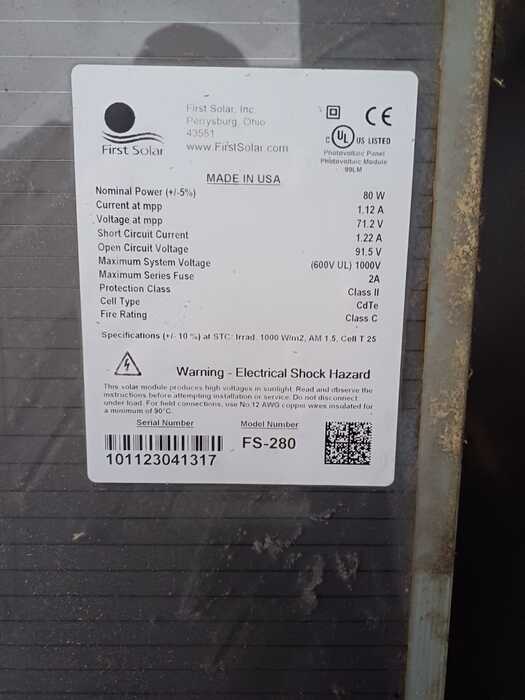 First Solar
First Solar, Inc.
Perrysburg, Ohio
43551
www.FirstSolar.com
CE
C UL US LISTED
Photovoltaic Panel
Photovoltaic Module
99LM
MADE IN USA
Nominal Power (+/-5%) 80 W
Current at mpp 1.12 A
Voltage at mpp 71.2 V
Short Circuit Current 1.22 A
Open Circuit Voltage 91.5 V
Maximum System Voltage (600V UL) 1000V
Maximum Series Fuse 2A
Protection Class Class II
Cell Type CdTe
Fire Rating Class C
Specifications (+/- 10 %) at STC: Irrad. 1000 W/m2, AM 1.5, Cell T 25
Warning - Electrical Shock Hazard
This solar module produces high voltages in sunlight. Read and observe the
instructions before attempting installation or service. Do not disconnect
under load. For field connections, use No.12 AWG copper wires insulated for
a minimum of 90°C.
Serial Number Model Number
FS-280
101123041317